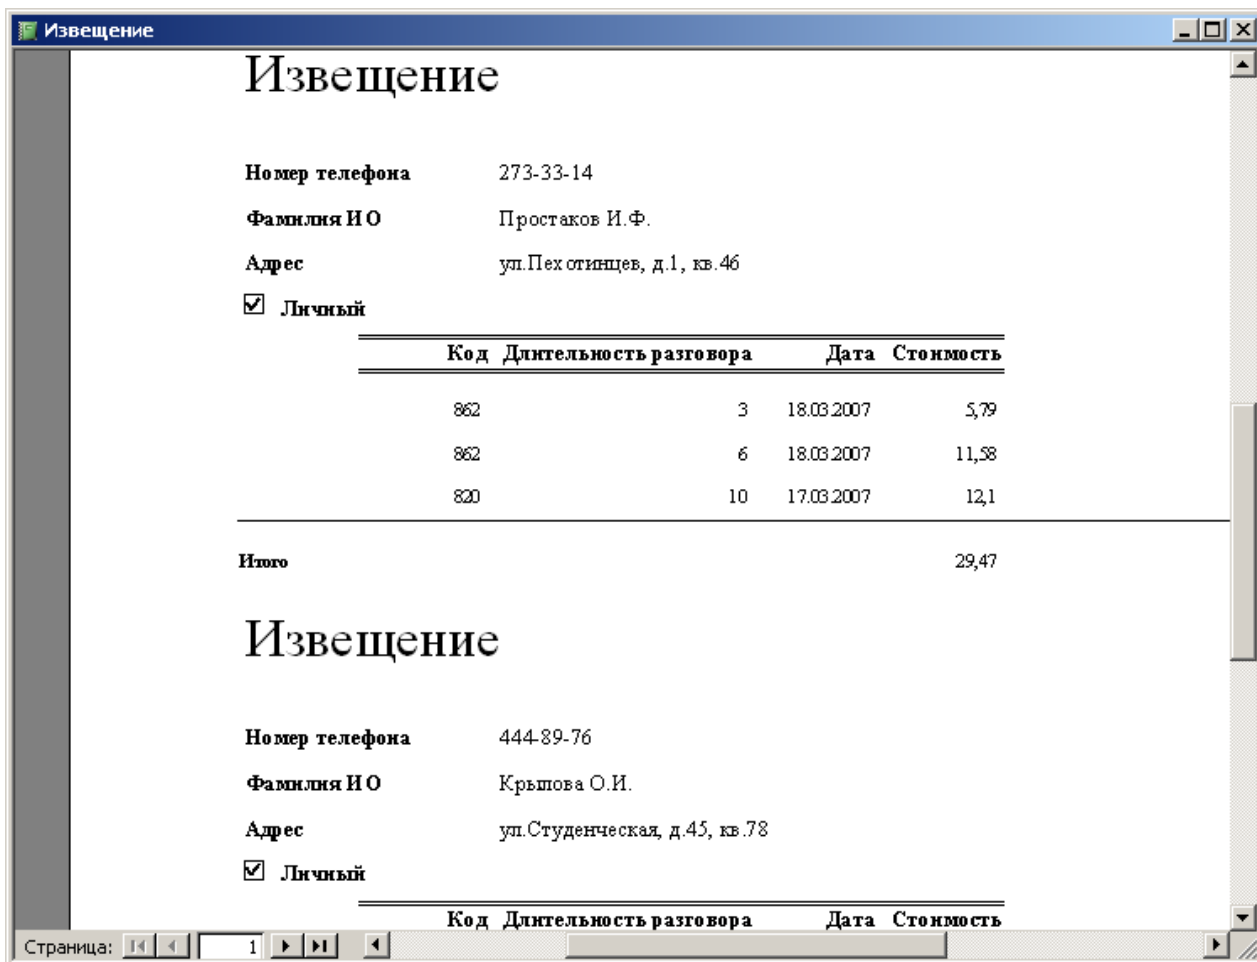 Извещение
Извещение
Номер телефона 273-33-14
Фамилия ИО Простаков И.Ф.
Адрес ул.Пехотинцев, д.1, кв.46
Личный
Код Длительность разговора Дата Стоимость
862 3 18.03.2007 5,79
862 6 18.03.2007 11,58
820 10 17.03.2007 12,1
Итого 29,47
Извещение
Номер телефона 444-89-76
Фамилия ИО Крылова О.И.
Адрес ул.Студенческая, д.45, кв.78
Личный
Код Длительность разговора Дата Стоимость
Страница: 1